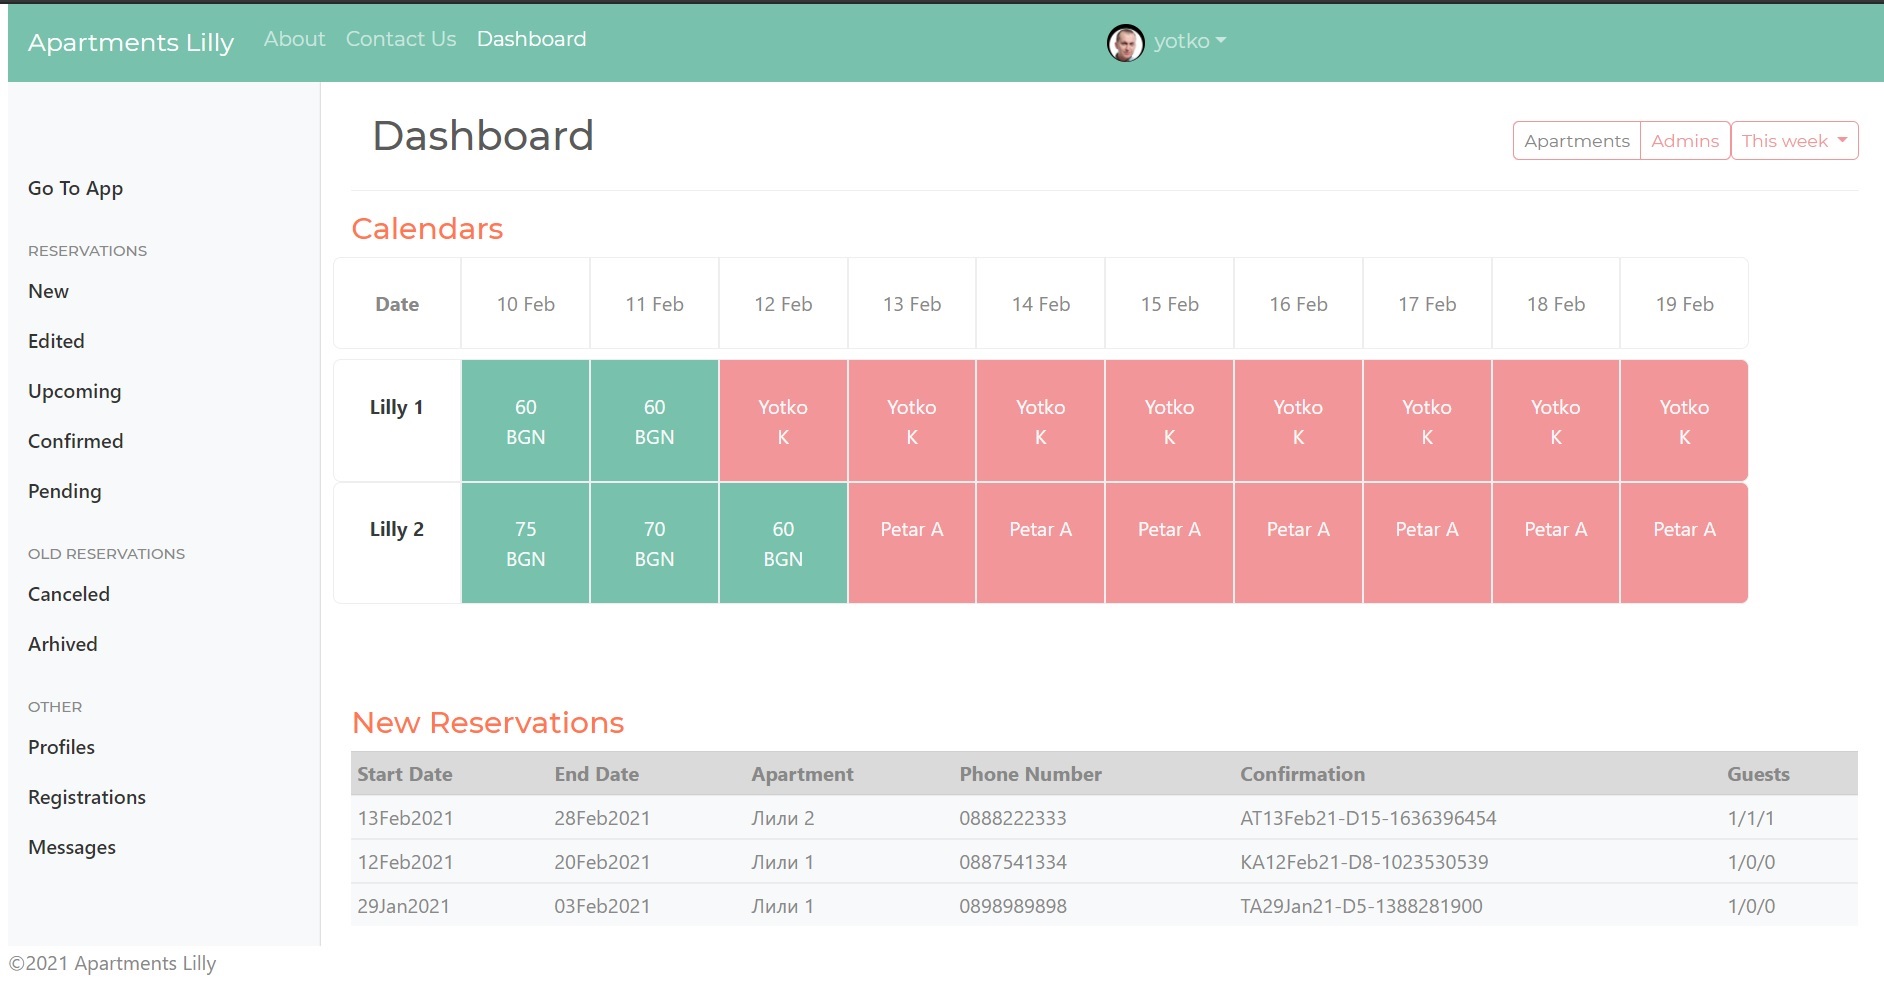 Apartments Lilly About Contact Us Dashboard yotko
Go To App
RESERVATIONS
New
Edited
Upcoming
Confirmed
Pending
OLD RESERVATIONS
Canceled
Arhived
OTHER
Profiles
Registrations
Messages
Dashboard
Apartments Admins This week
Calendars
Date 10 Feb 11 Feb 12 Feb 13 Feb 14 Feb 15 Feb 16 Feb 17 Feb 18 Feb 19 Feb
Lilly 1 60 60 Yotko Yotko Yotko Yotko Yotko Yotko Yotko Yotko
BGN BGN K K K K K K K K
Lilly 2 75 70 60 Petar A Petar A Petar A Petar A Petar A Petar A Petar A
BGN BGN BGN
New Reservations
Start Date End Date Apartment Phone Number Confirmation Guests
13Feb2021 28Feb2021 Лили 2 0888222333 AT13Feb21-D15-1636396454 1/1/1
12Feb2021 20Feb2021 Лили 1 0887541334 KA12Feb21-D8-1023530539 1/0/0
29Jan2021 03Feb2021 Лили 1 0898989898 TA29Jan21-D5-1388281900 1/0/0
©2021 Apartments Lilly